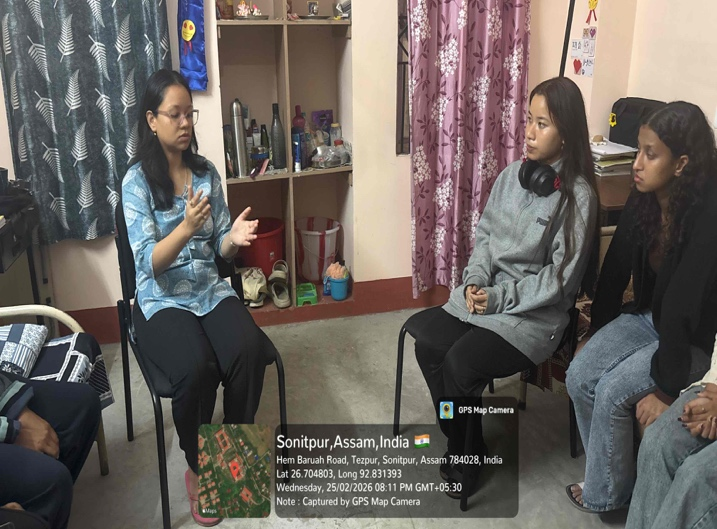 GPS Map Camera
Sonitpur,Assam,India 🇮🇳
Hem Baruah Road, Tezpur, Sonitpur, Assam 784028, India
Lat 26.704803, Long 92.831393
Wednesday, 25/02/2026 08:11 PM GMT+05:30
Note : Captured by GPS Map Camera
Maps